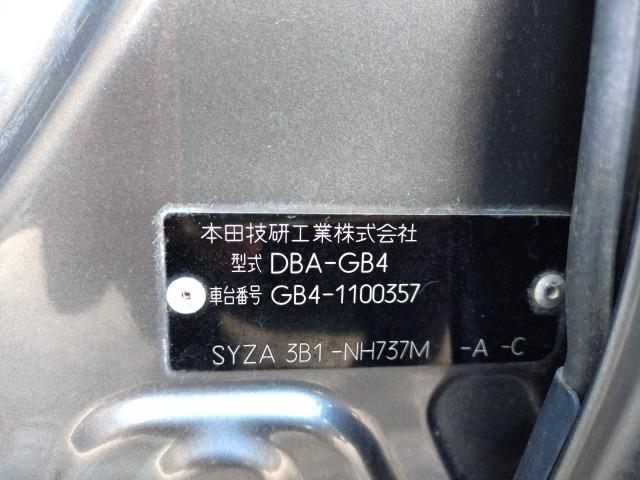 本田技研工業株式会社
型式 DBA-GB4
車台番号 GB4-1100357
SYZA 3B1-NH737M -A -C